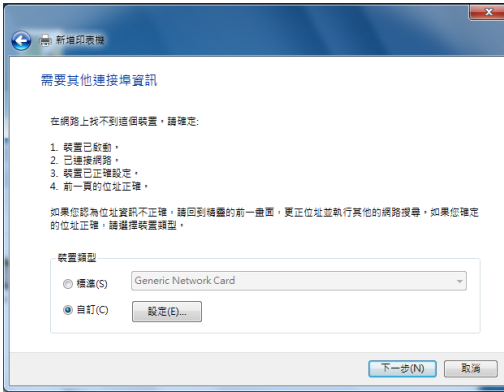 新增印表機
需要其他連接埠資訊
在網路上找不到這個裝置，請確定:
1. 裝置已啟動。
2. 已連接網路。
3. 裝置已正確設定。
4. 前一頁的位址正確。
如果您認為位址資訊不正確，請回到精靈的前一畫面，更正位址並執行其他的網路搜尋。如果您確定
的位址正確，請選擇裝置類型。
裝置類型
標準(S) Generic Network Card
自訂(C) 設定(E)...
下一步(N) 取消